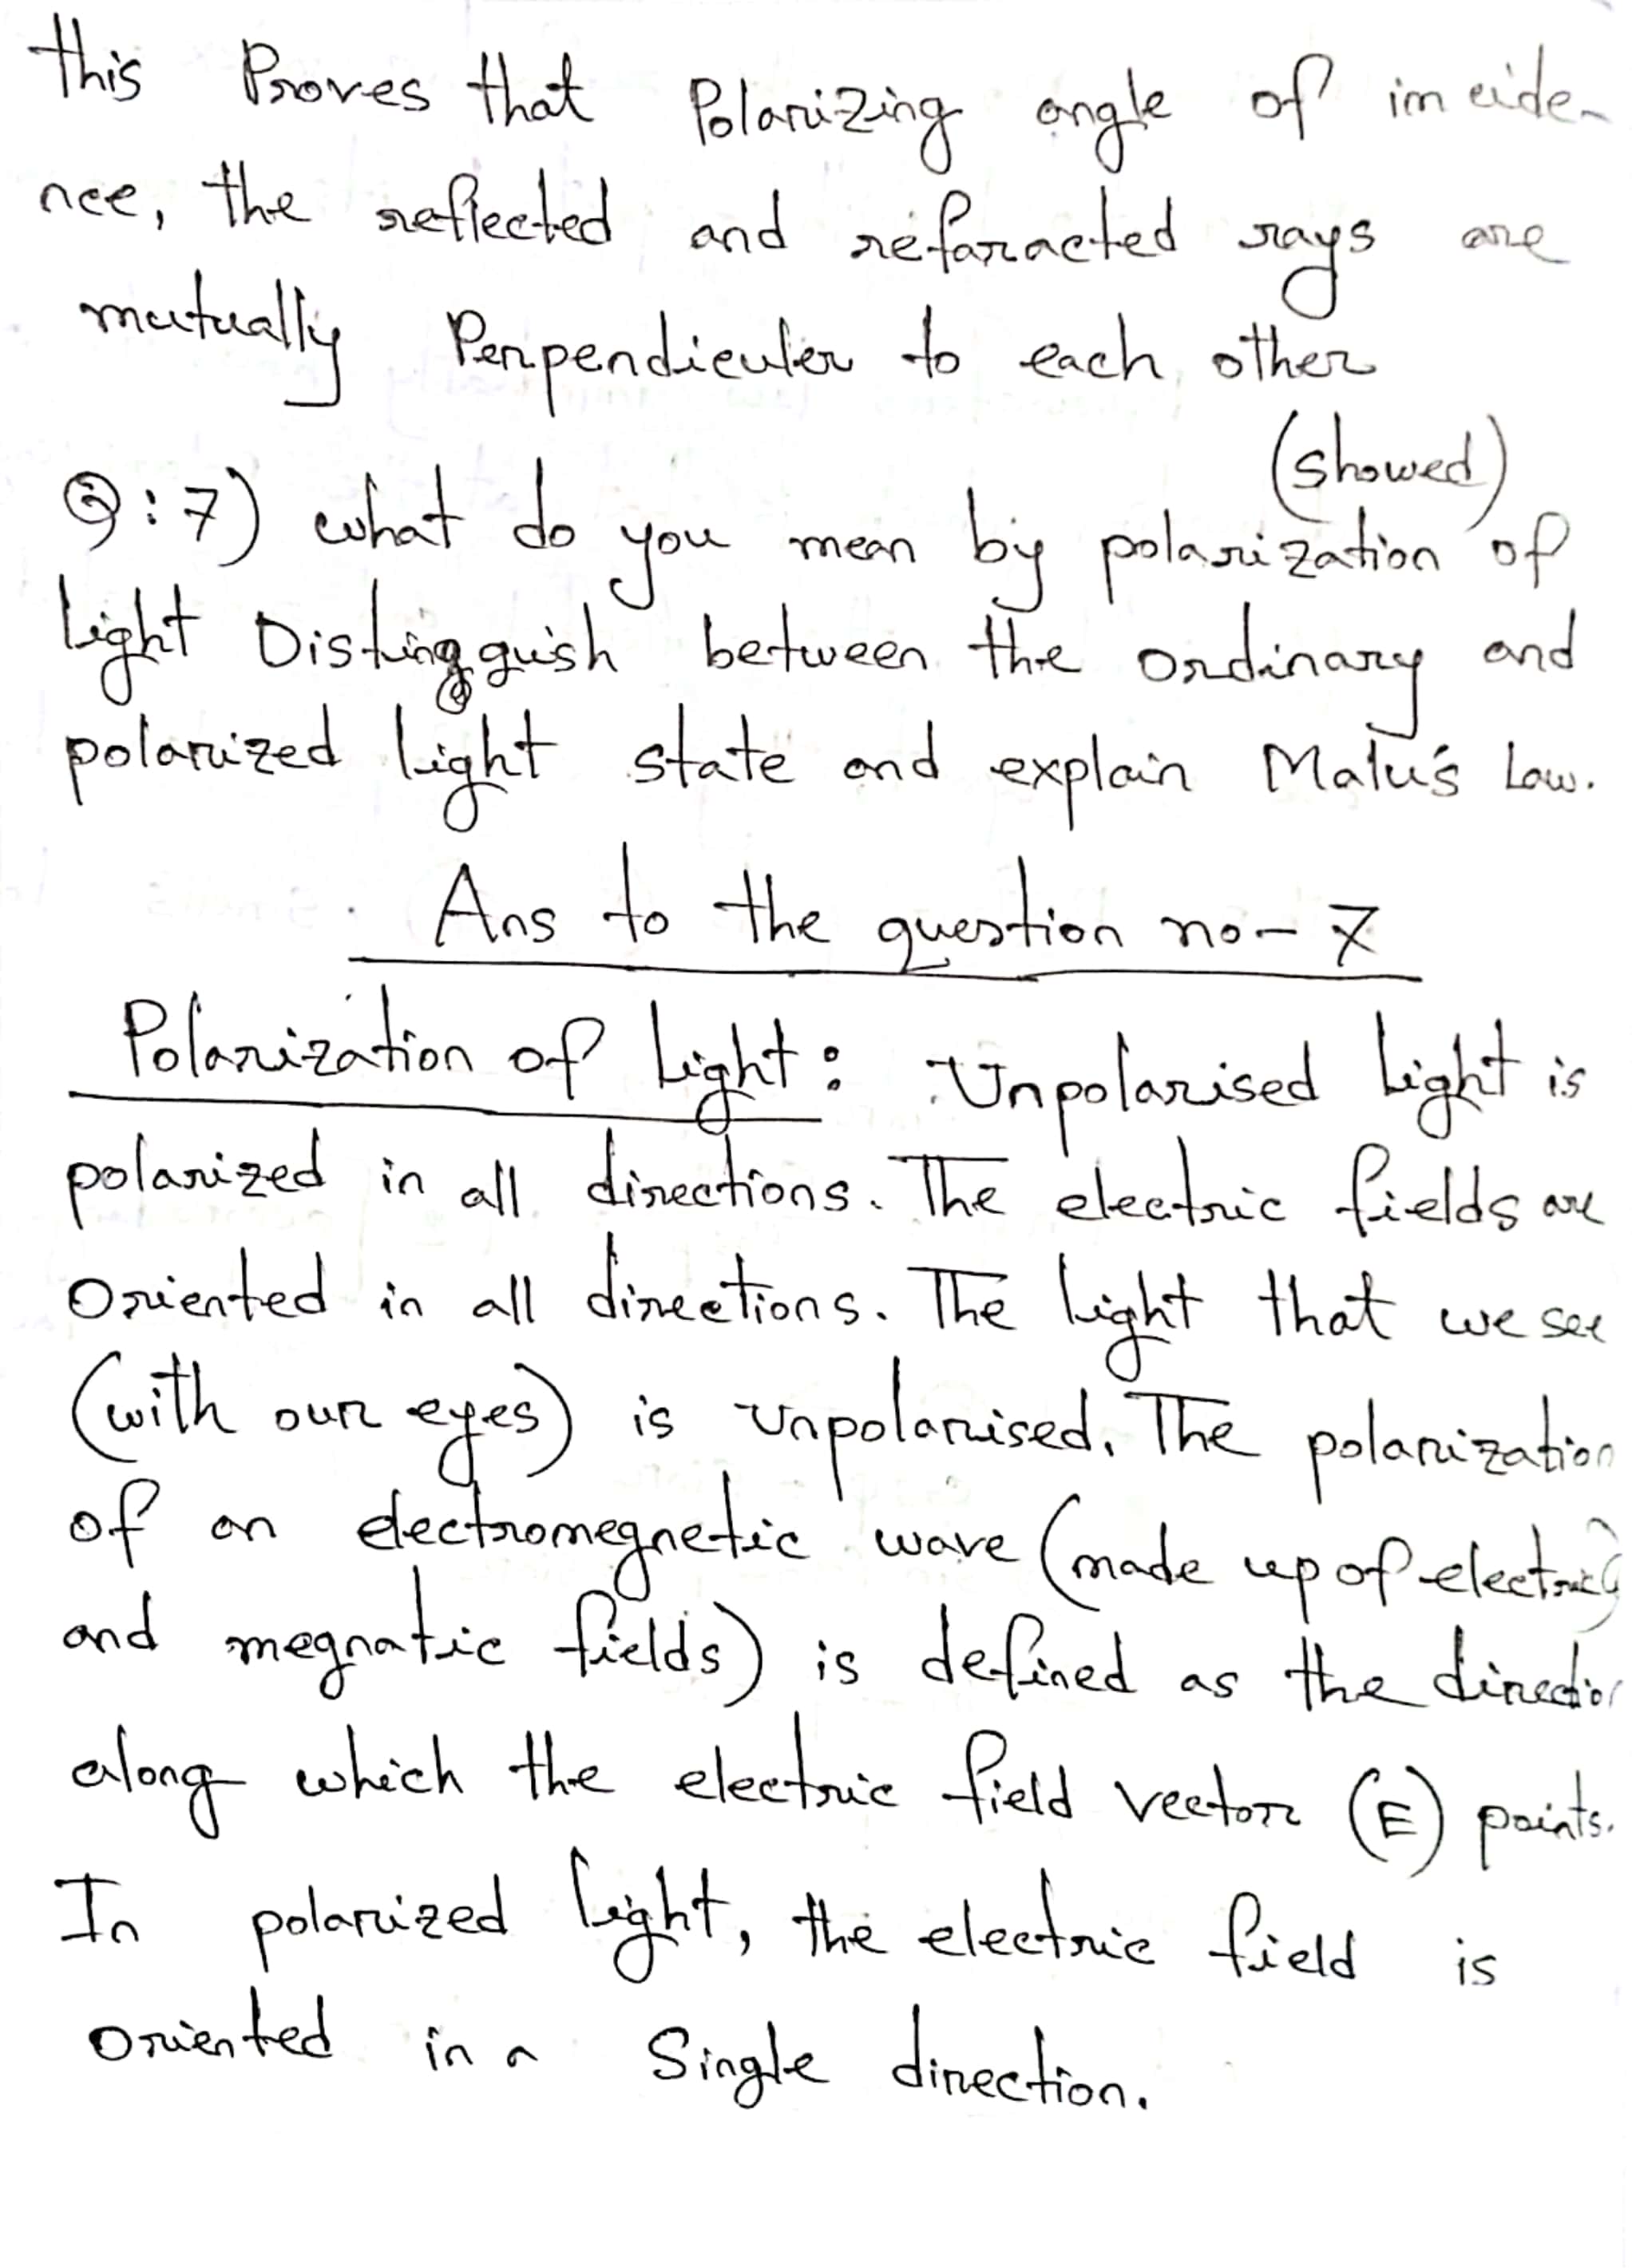 this Proves that Polarizing angle of inciden
nce, the reflected and refaracted rays are
mutually Perpendiculer to each other
(showed)
Q:7) what do you mean by polarization of
light Distingguish between the ordinary and
polarized light state and explain Malu's Law.
Ans to the question no- 7
Polarization of Light: Unpolarised Light is
polarized in all directions. The electric fields are
Oriented in all directions. The light that we see
(with our eyes) is unpolarised. The polarization
of an electromegnetic wave (made up of electric)
and megnatic fields) is defined as the direction
along which the electric field vector (E) points.
In polarized light, the electric field is
oriented in a Single direction.